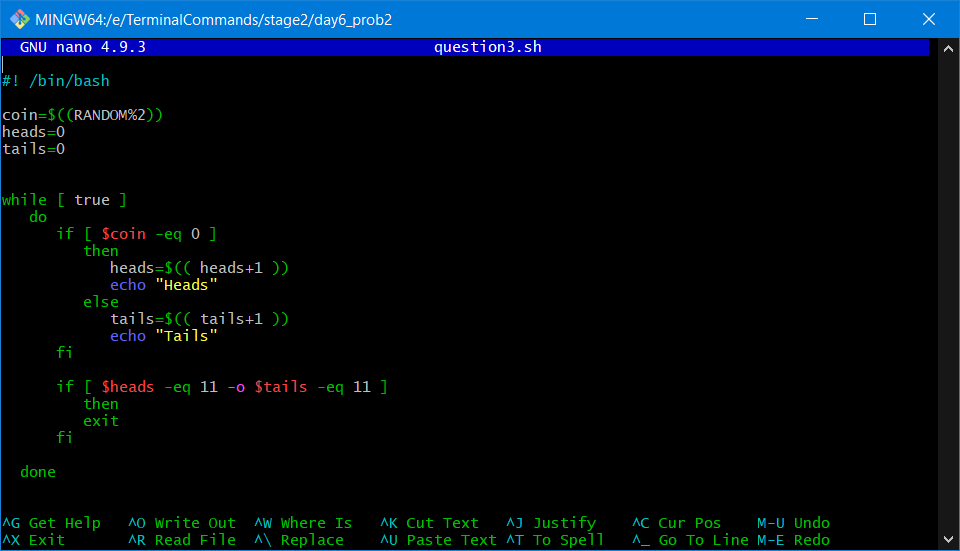 MINGW64:/e/TerminalCommands/stage2/day6_prob2
GNU nano 4.9.3 question3.sh
#! /bin/bash
coin=$((RANDOM%2))
heads=0
tails=0
while [ true ]
do
if [ $coin -eq 0 ]
then
heads=$(( heads+1 ))
echo "Heads"
else
tails=$(( tails+1 ))
echo "Tails"
fi
if [ $heads -eq 11 -o $tails -eq 11 ]
then
exit
fi
done
^G Get Help ^O Write Out ^W Where Is ^K Cut Text ^J Justify ^C Cur Pos M-U Undo
^X Exit ^R Read File ^\ Replace ^U Paste Text ^T To Spell ^_ Go To Line M-E Redo